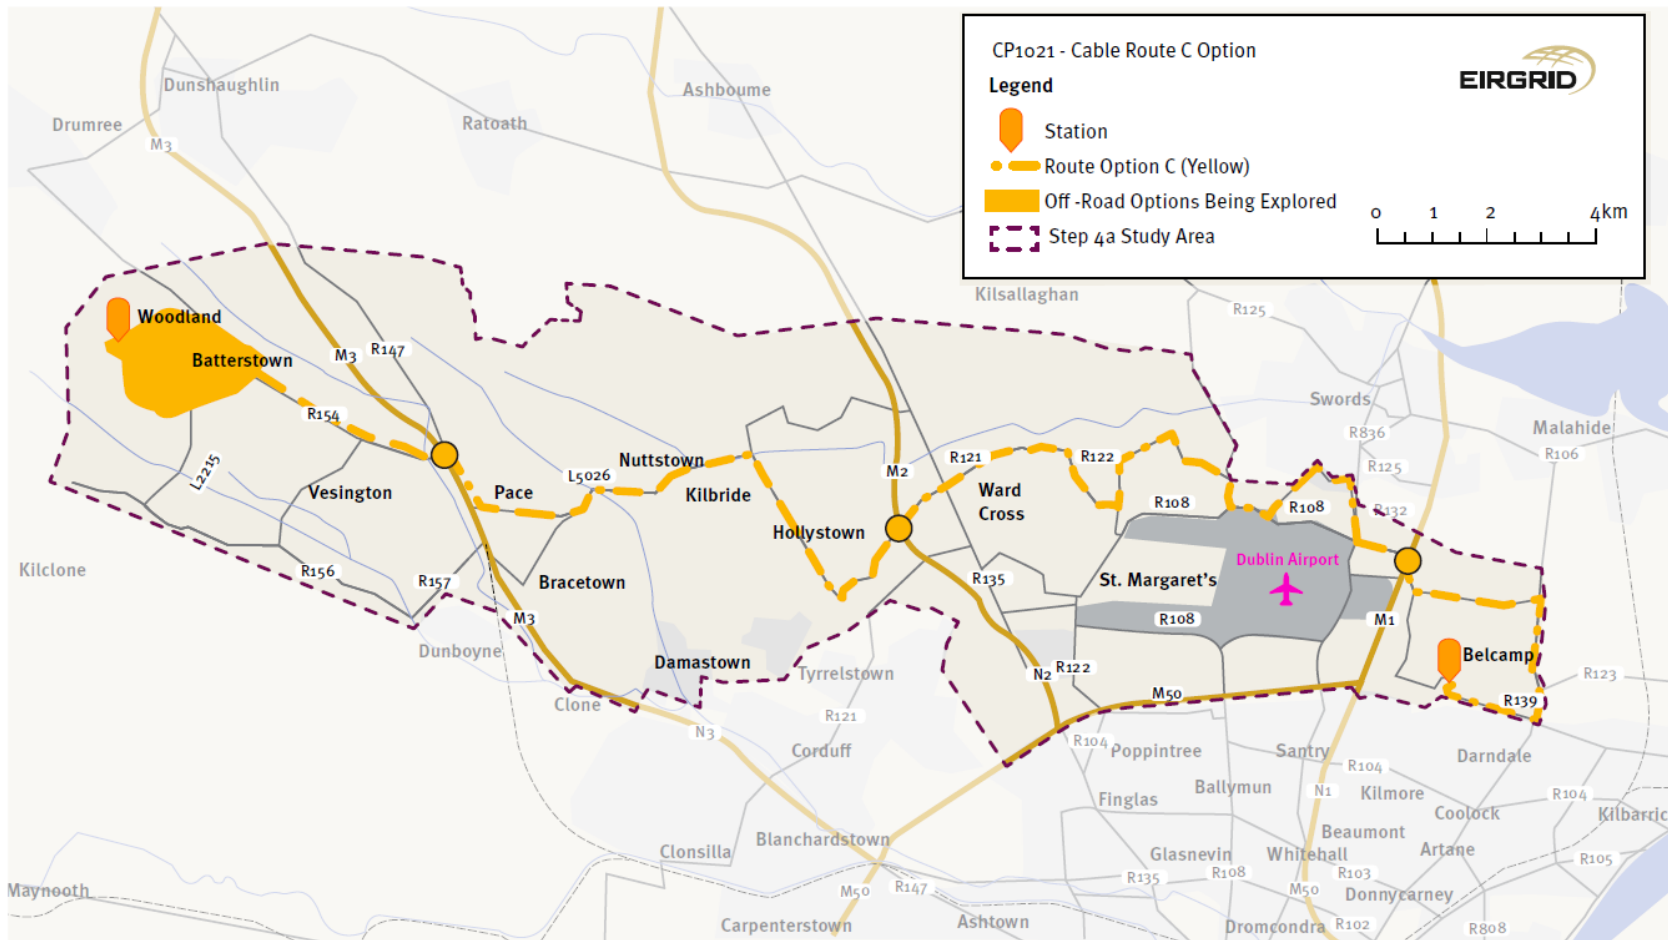 CP1021 - Cable Route C Option
Legend
EIRGRID
Station
Route Option C (Yellow)
Off -Road Options Being Explored
Step 4a Study Area
0 1 2 4km
Dunshaughlin
Ashboume
Drumree
Ratoath
M3
Kilsallaghan
R125
Woodland
Batterstown
M3
R147
Swords
R154
Malahide
R836
R106
Nuttstown
R121
R122
R125
L2215
L5026
M2
Vesington
Pace
Kilbride
Ward
Cross
R108
R108
R132
Hollystown
Dublin Airport
Kilclone
R156
R157
Bracetown
R135
St. Margaret's
M3
R108
M1
Dunboyne
Damastown
Tyrrelstown
N2
R122
Belcamp
R123
Clone
M50
R139
R121
N3
Corduff
R104
Poppintree
Santry
Darndale
R104
Ballymun
N1
Kilmore
R104
Finglas
Coolock
Kilbarric
Beaumont
Blanchardstown
Clonsilla
Glasnevin
Whitehall
Artane
R105
Maynooth
M50
R147
R135
R108
R103
M50
Donnycarney
Carpenterstown
Ashtown
Dromcondra
R102
R808